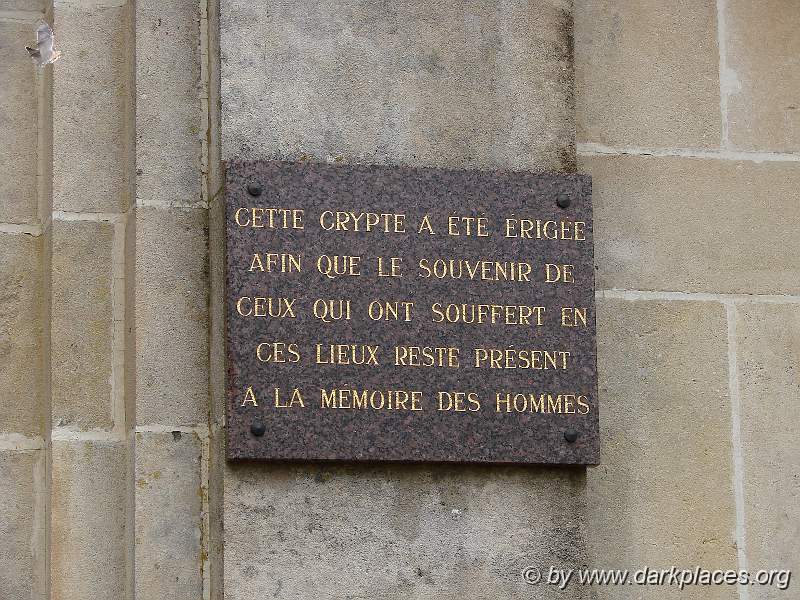 CETTE CRYPTE A ÉTÉ ÉRIGÉE
AFIN QUE LE SOUVENIR DE
CEUX QUI ONT SOUFFERT EN
CES LIEUX RESTE PRÉSENT
A LA MÉMOIRE DES HOMMES
© by www.darkplaces.org